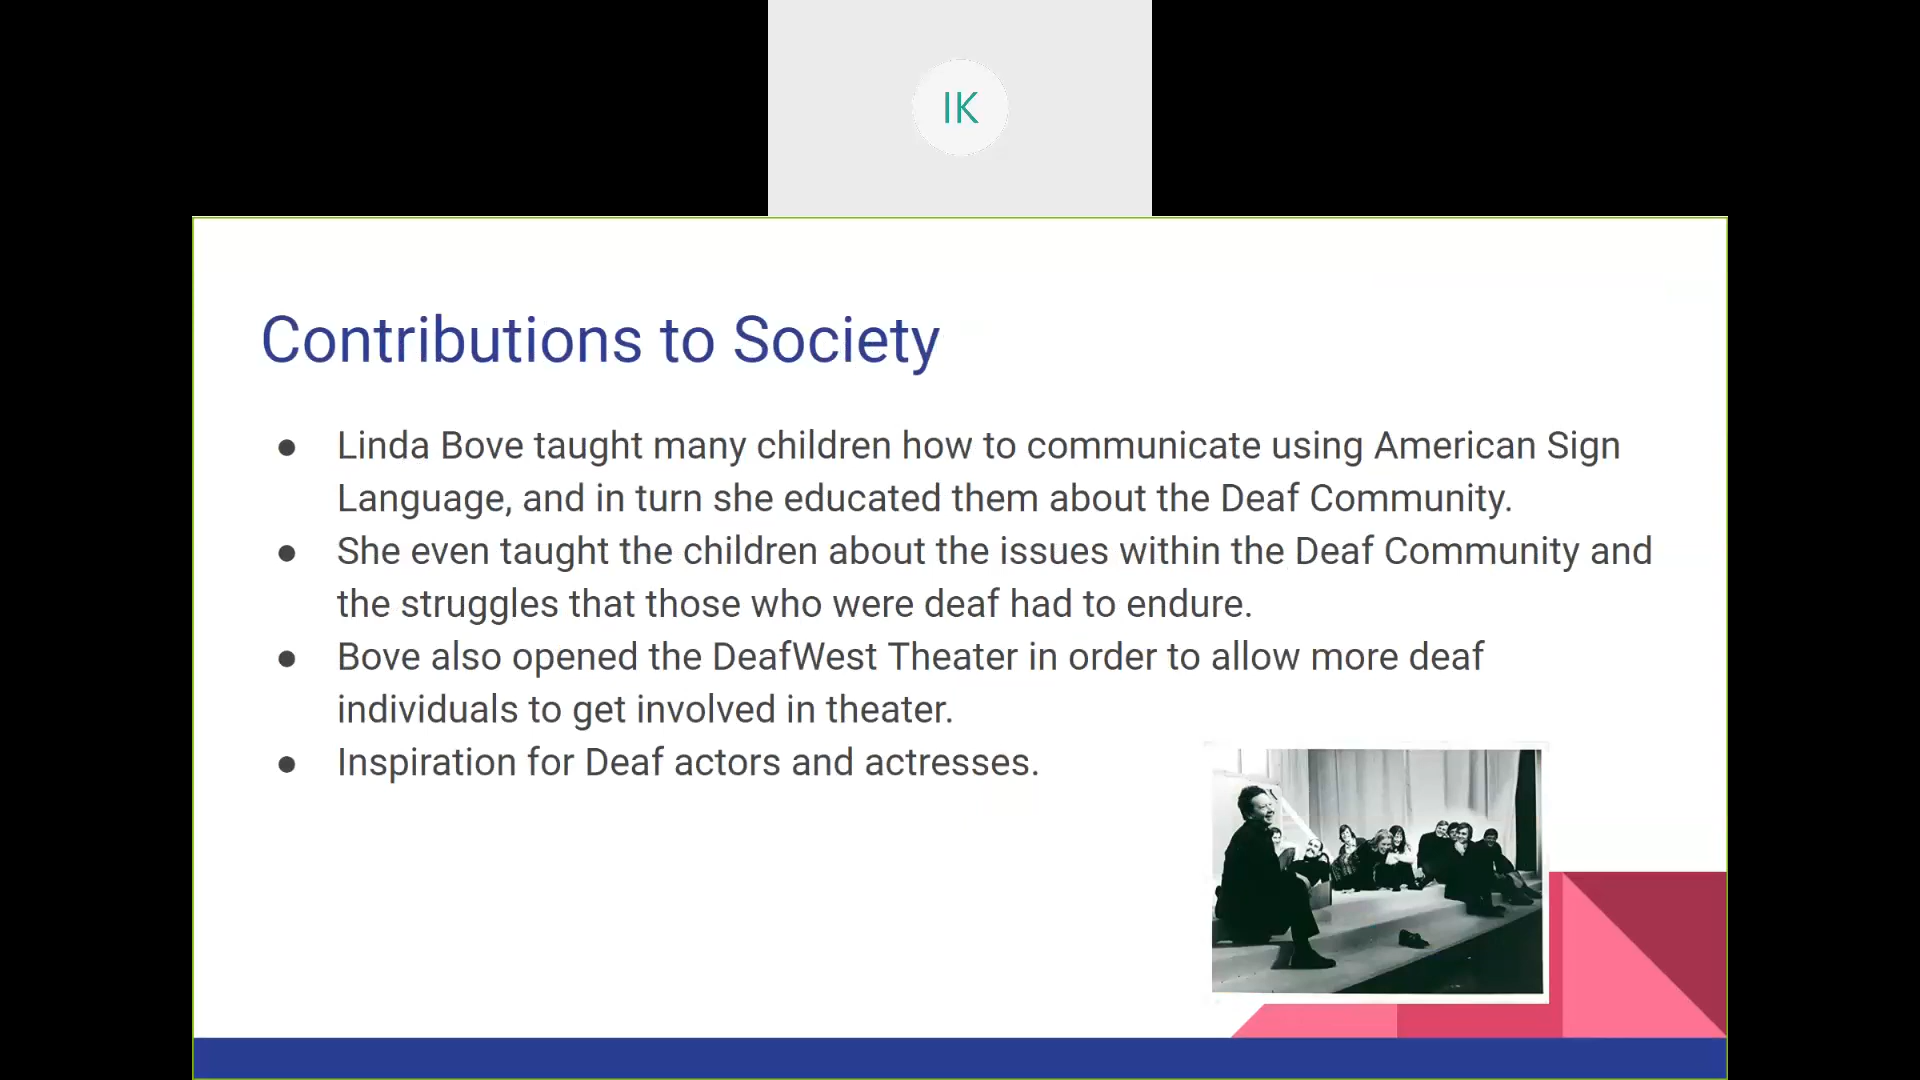 IK
Contributions to Society
● Linda Bove taught many children how to communicate using American Sign
Language, and in turn she educated them about the Deaf Community.
● She even taught the children about the issues within the Deaf Community and
the struggles that those who were deaf had to endure.
● Bove also opened the DeafWest Theater in order to allow more deaf
individuals to get involved in theater.
● Inspiration for Deaf actors and actresses.